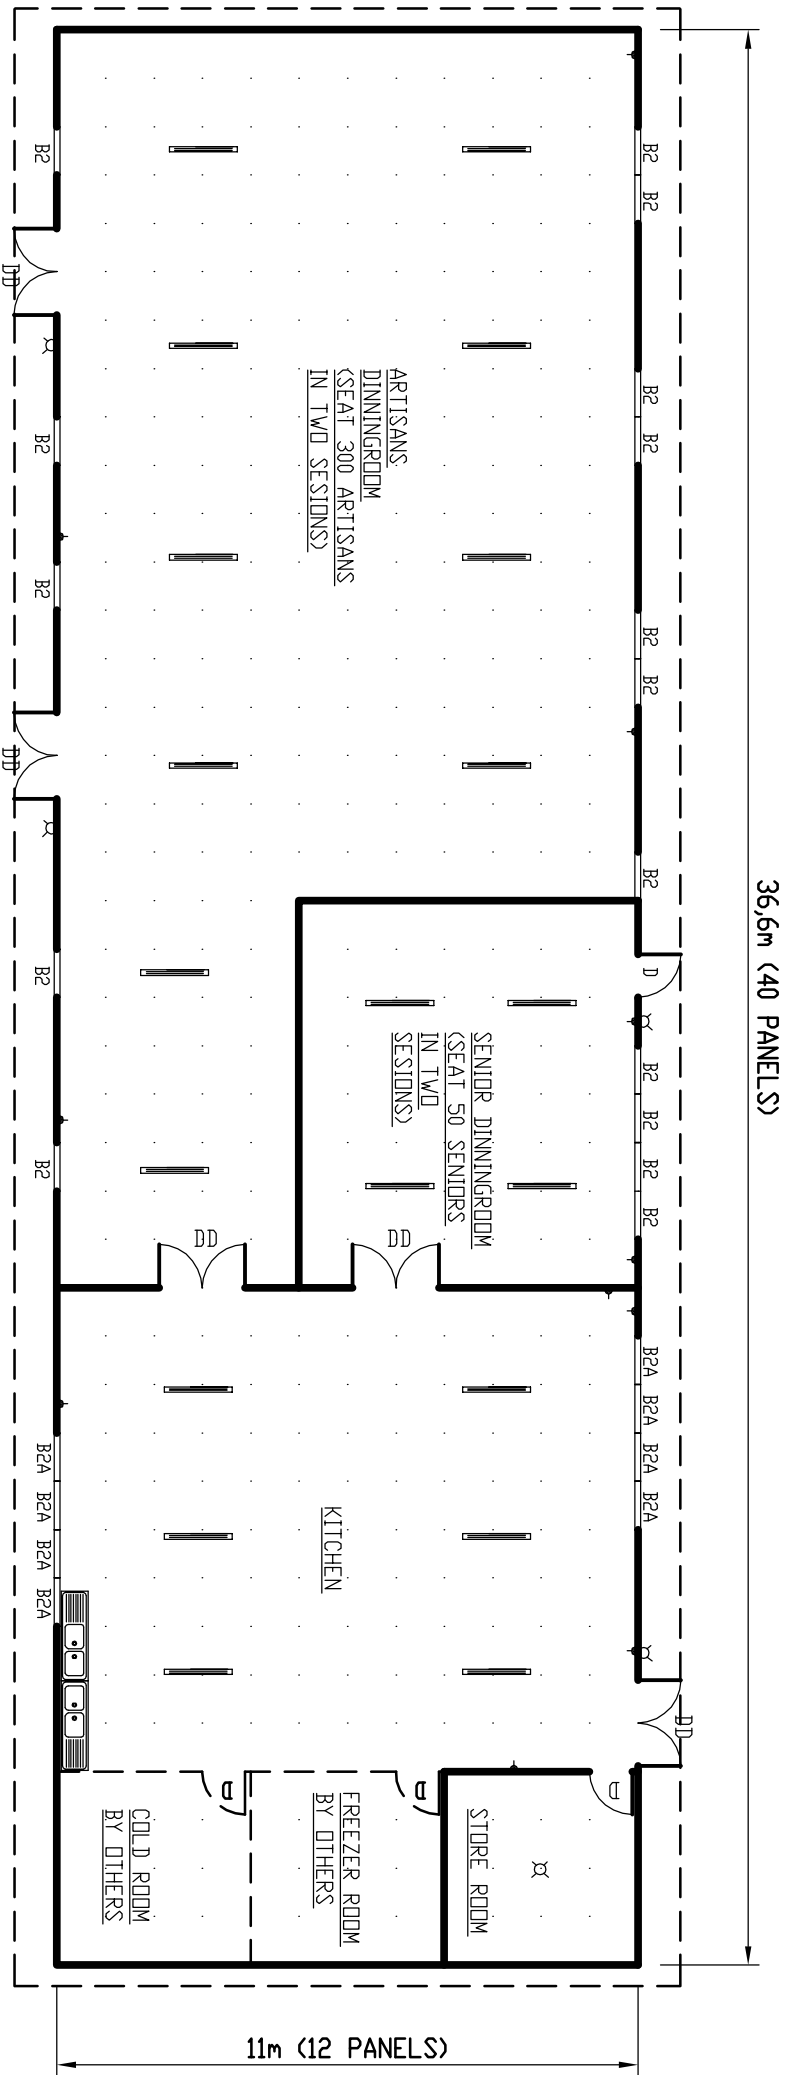 36,6m (40 PANELS)
B2
B2
B2
B2
B2
B2
B2
D
B2
B2
B2
B2
B2A
B2A
B2A
B2A
DD
ARTISANS
DINNINGROOM
(SEAT 300 ARTISANS
IN TWO SESIONS)
SENIOR DINNINGROOM
(SEAT 50 SENIORS
IN TWO
SESIONS)
DD
DD
KITCHEN
D
STORE ROOM
D
FREEZER ROOM
BY OTHERS
D
COLD ROOM
BY OTHERS
B2
DD
B2
B2
DD
B2
B2
B2A
B2A
B2A
B2A
11m (12 PANELS)